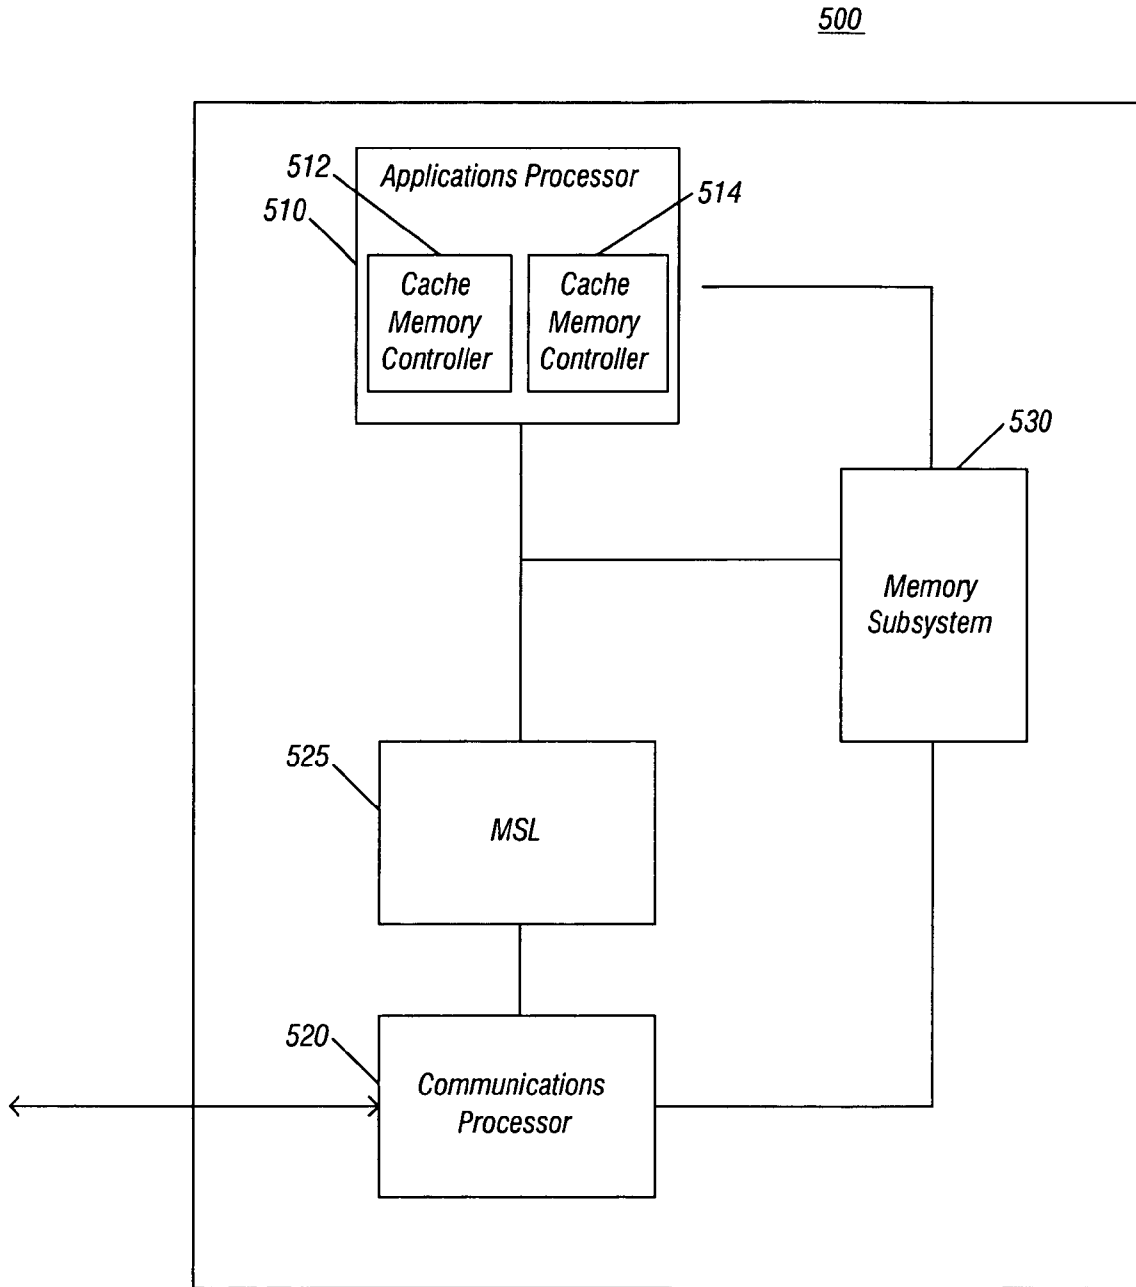 500
Applications Processor
512
514
510
Cache
Memory
Controller
Cache
Memory
Controller
530
Memory
Subsystem
525
MSL
520
Communications
Processor